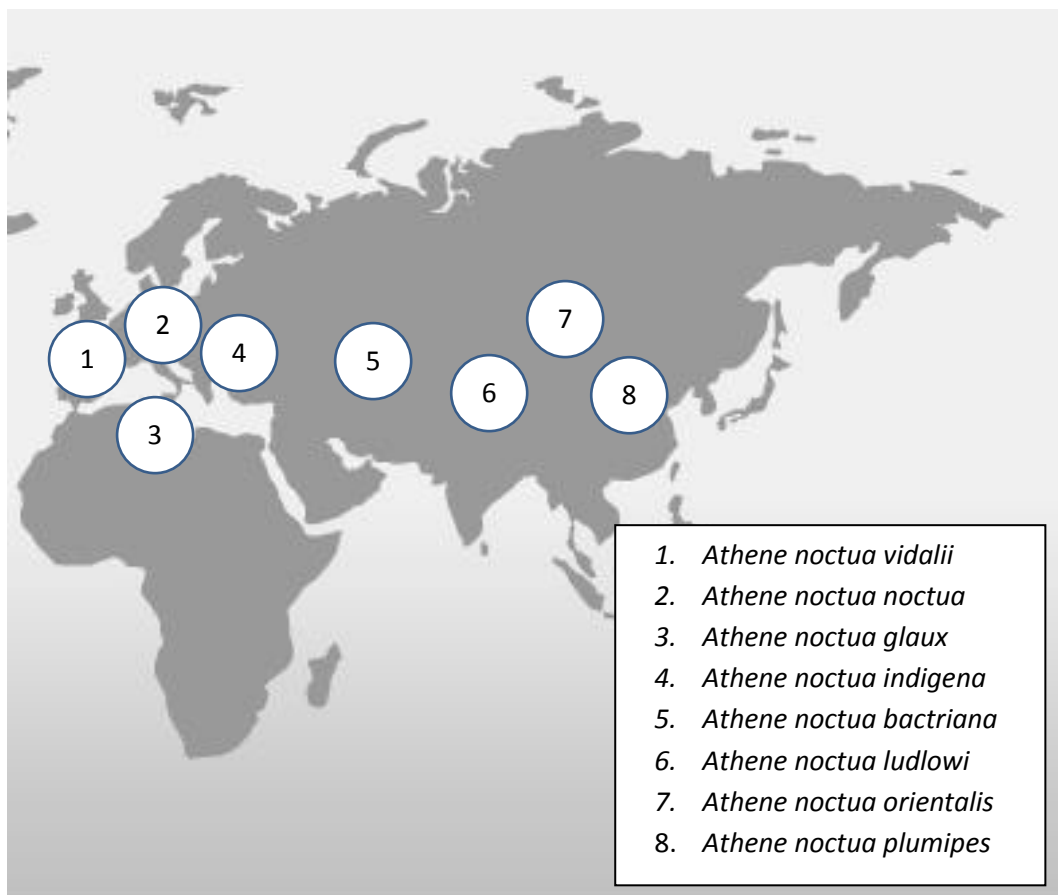 1
2
3
4
5
6
7
8
1. Athene noctua vidalii
2. Athene noctua noctua
3. Athene noctua glaux
4. Athene noctua indigena
5. Athene noctua bactriana
6. Athene noctua ludlowi
7. Athene noctua orientalis
8. Athene noctua plumipes